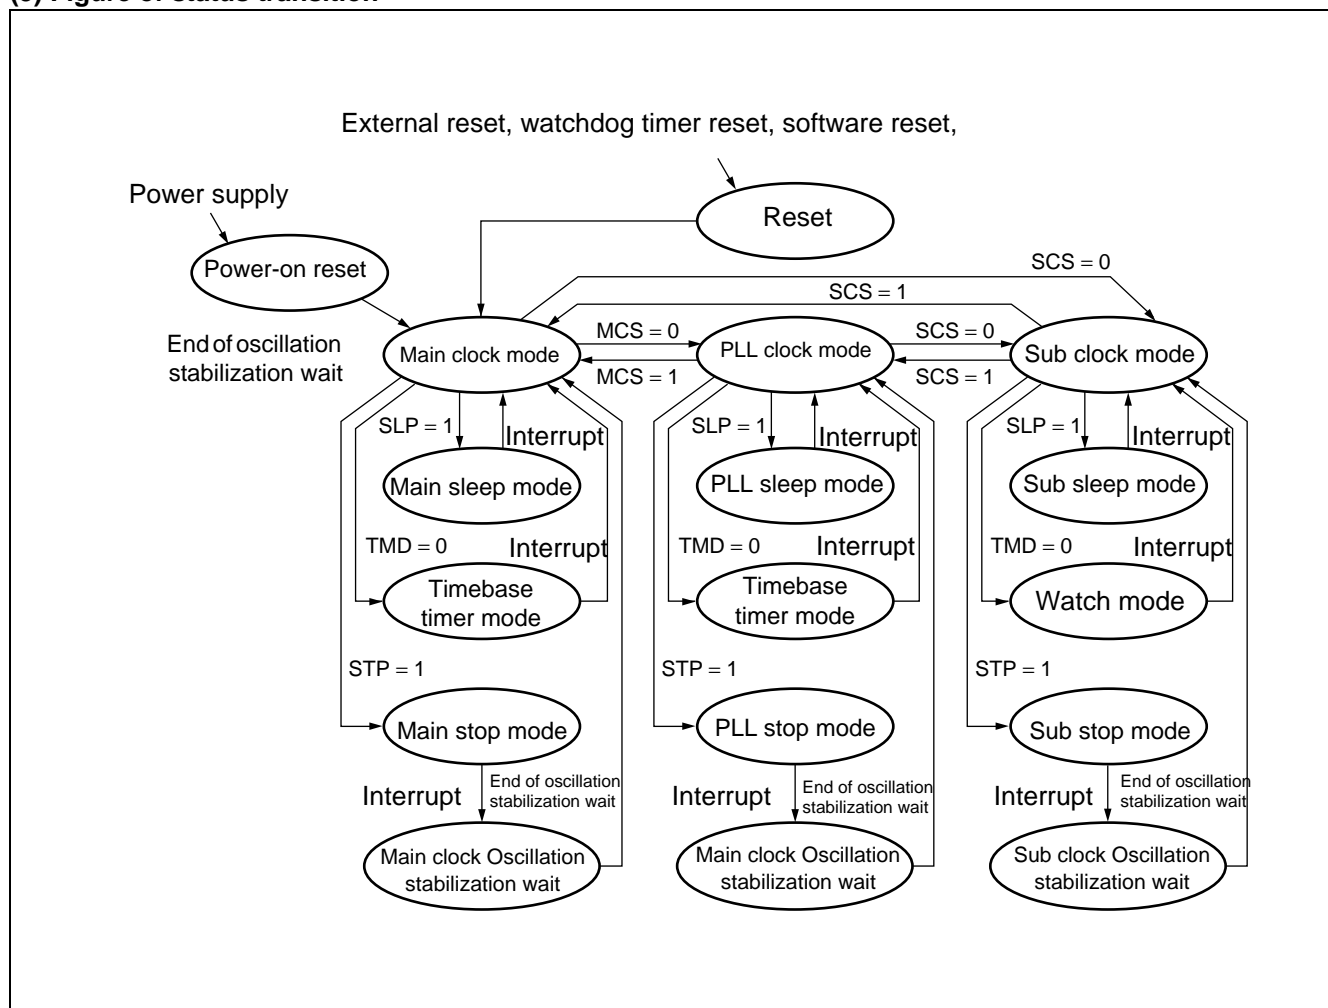 External reset, watchdog timer reset, software reset,
Power supply
Reset
Power-on reset
SCS = 0
SCS = 1
End of oscillation
stabilization wait
Main clock mode
MCS = 0
MCS = 1
PLL clock mode
SCS = 0
SCS = 1
Sub clock mode
SLP = 1
Interrupt
SLP = 1
Interrupt
SLP = 1
Interrupt
Main sleep mode
PLL sleep mode
Sub sleep mode
TMD = 0
Interrupt
TMD = 0
Interrupt
TMD = 0
Interrupt
Timebase
timer mode
Timebase
timer mode
Watch mode
STP = 1
STP = 1
STP = 1
Main stop mode
PLL stop mode
Sub stop mode
Interrupt
End of oscillation
stabilization wait
Interrupt
End of oscillation
stabilization wait
Interrupt
End of oscillation
stabilization wait
Main clock Oscillation
stabilization wait
Main clock Oscillation
stabilization wait
Sub clock Oscillation
stabilization wait